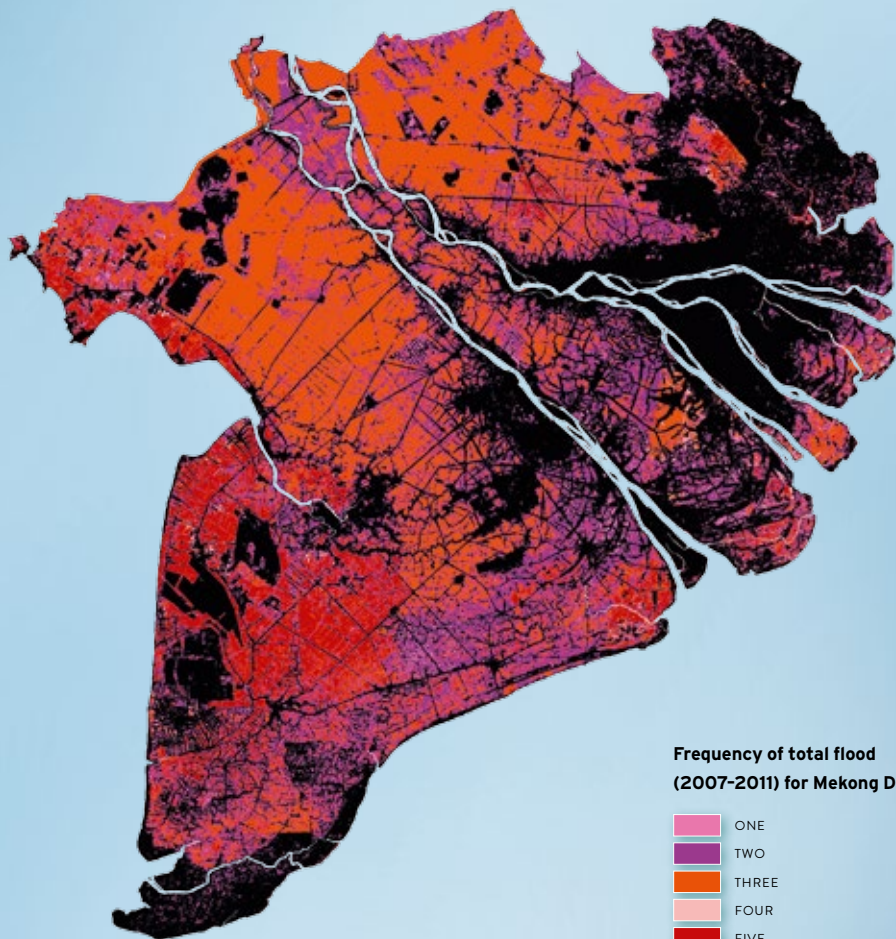 Frequency of total flood
(2007–2011) for Mekong D
ONE
TWO
THREE
FOUR
FIVE